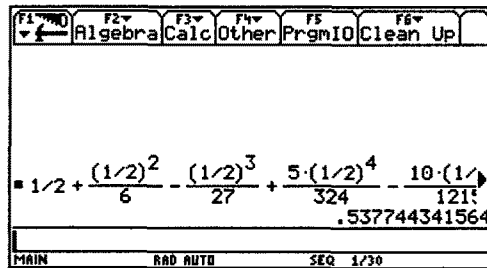 F1 F2 F3 F4 F5 F6
Algebra Calc Other PrgmIO Clean Up
1/2 + (1/2)^2/6 - (1/2)^3/27 + 5·(1/2)^4/324 - 10·(1/
.537744341564
MAIN RAD AUTO SEQ 1/30